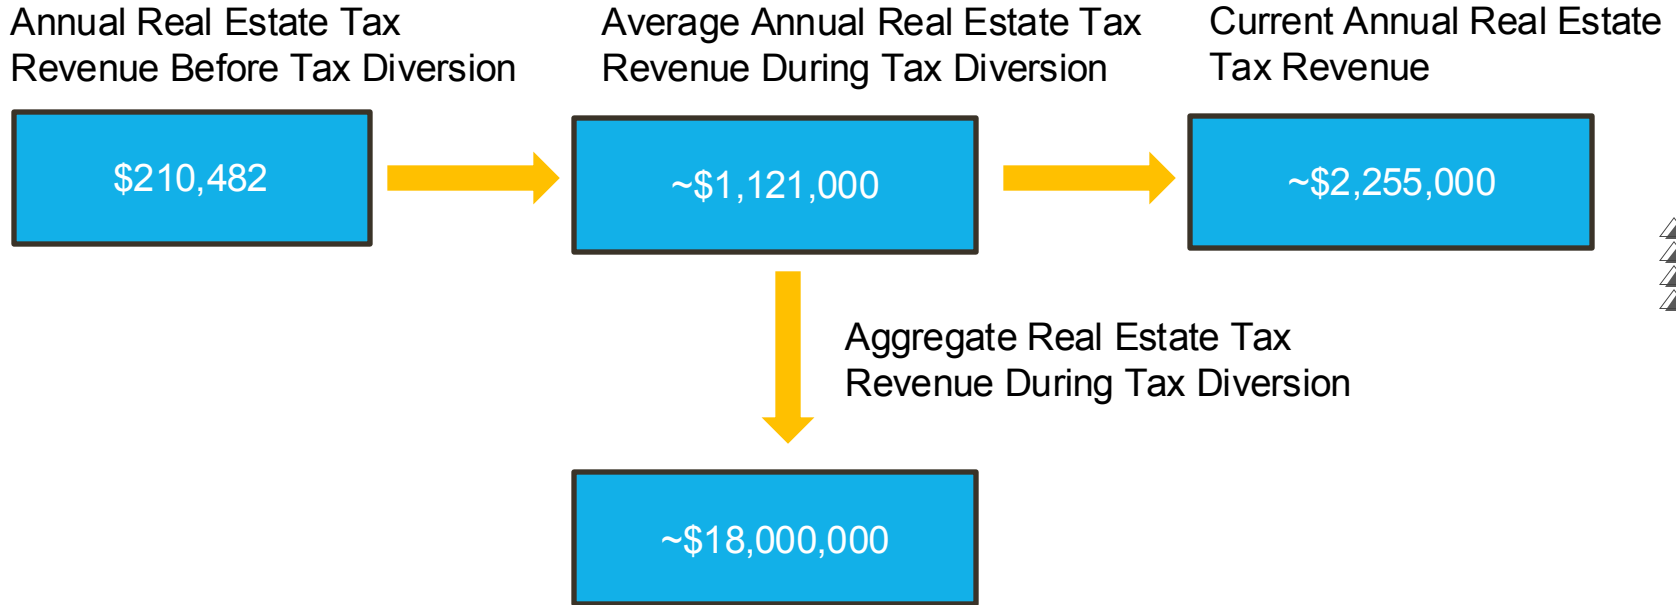 Annual Real Estate Tax
Revenue Before Tax Diversion
$210,482
Average Annual Real Estate Tax
Revenue During Tax Diversion
~$1,121,000
Current Annual Real Estate
Tax Revenue
~$2,255,000
Aggregate Real Estate Tax
Revenue During Tax Diversion
~$18,000,000